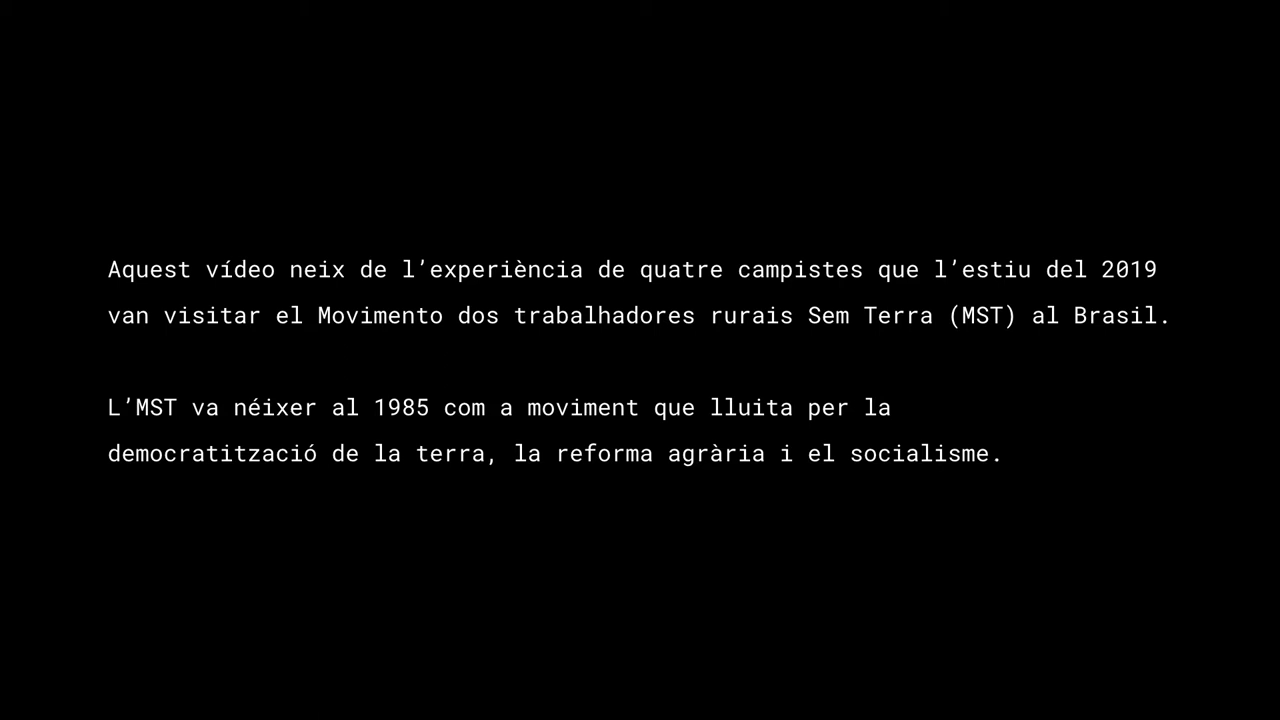 Aquest vídeo neix de l’experiència de quatre campistes que l’estiu del 2019
van visitar el Movimento dos trabalhadores rurais Sem Terra (MST) al Brasil.
L’MST va néixer al 1985 com a moviment que lluita per la
democratització de la terra, la reforma agrària i el socialisme.